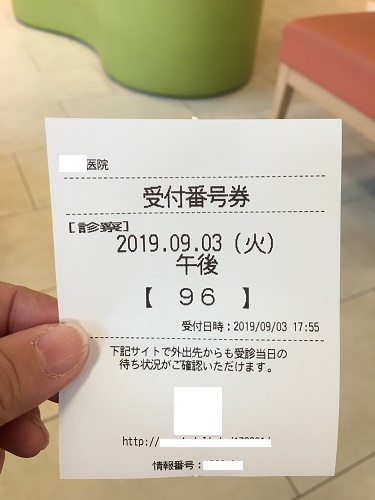 医院
受付番号券
[診察]
2019.09.03 (火)
午後
【 96 】
受付日時：2019/09/03 17:55
下記サイトで外出先からも受診当日の
待ち状況がご確認いただけます。
http://
情報番号：